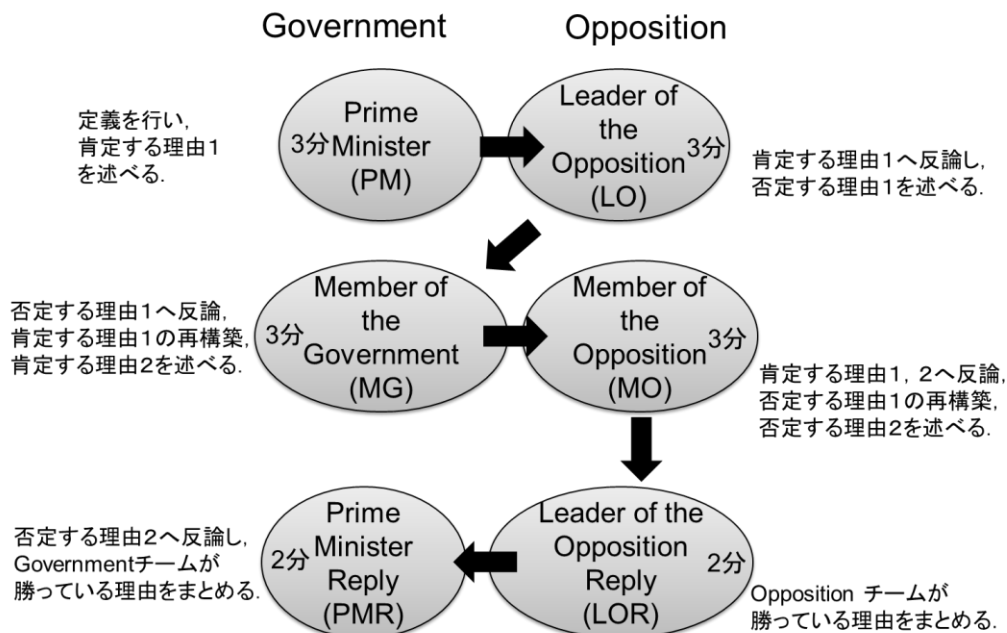 Government
Opposition
定義を行い,
肯定する理由1
を述べる.
3分
Prime
Minister
(PM)
Leader of
the
Opposition
(LO)
3分
肯定する理由1へ反論し,
否定する理由1を述べる.
否定する理由1へ反論,
肯定する理由1の再構築,
肯定する理由2を述べる.
3分
Member of
the
Government
(MG)
Member of
the
Opposition
(MO)
3分
肯定する理由1, 2へ反論,
否定する理由1の再構築,
否定する理由2を述べる.
否定する理由2へ反論し,
Governmentチームが
勝っている理由をまとめる.
2分
Prime
Minister
Reply
(PMR)
Leader of the
Opposition
Reply
(LOR)
2分
Opposition チームが
勝っている理由をまとめる.